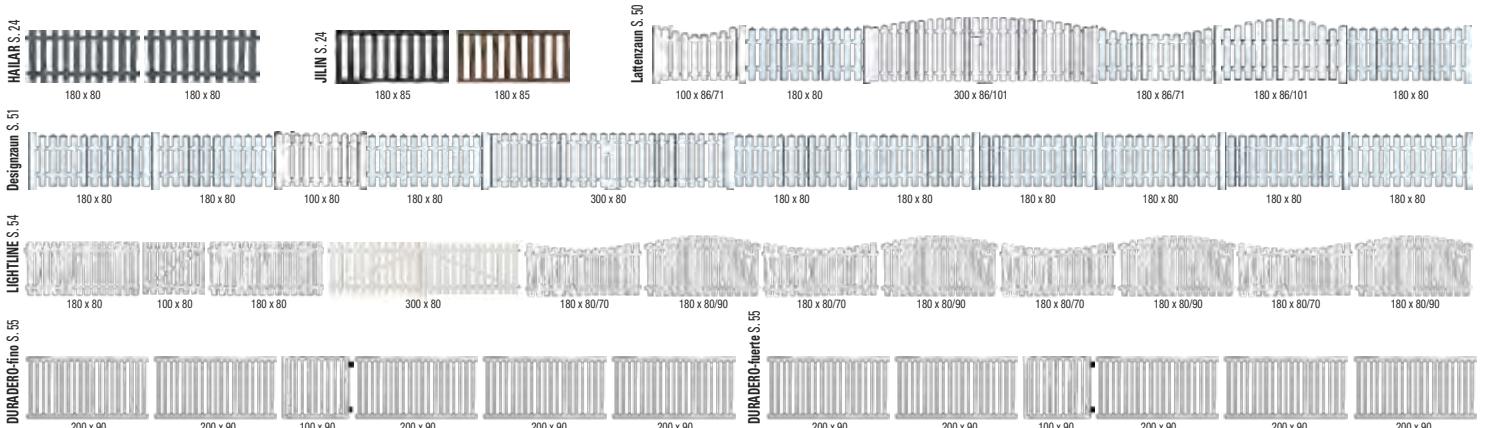 HAILAR S. 24
180 x 80
180 x 80
JILIN S. 24
180 x 85
180 x 85
Lattenzaun S. 50
100 x 86/71
180 x 80
300 x 86/101
180 x 86/71
180 x 86/101
180 x 80
Designzaun S. 51
180 x 80
180 x 80
100 x 80
180 x 80
300 x 80
180 x 80
180 x 80
180 x 80
180 x 80
180 x 80
180 x 80
LIGHTLINE S. 54
180 x 80
100 x 80
180 x 80
300 x 80
180 x 80/70
180 x 80/90
180 x 80/70
180 x 80/90
180 x 80/70
180 x 80/90
180 x 80/70
180 x 80/90
DURADERO-fino S. 55
200 x 90
200 x 90
100 x 90
200 x 90
200 x 90
200 x 90
DURADERO-fuerte S. 55
200 x 90
200 x 90
100 x 90
200 x 90
200 x 90
200 x 90